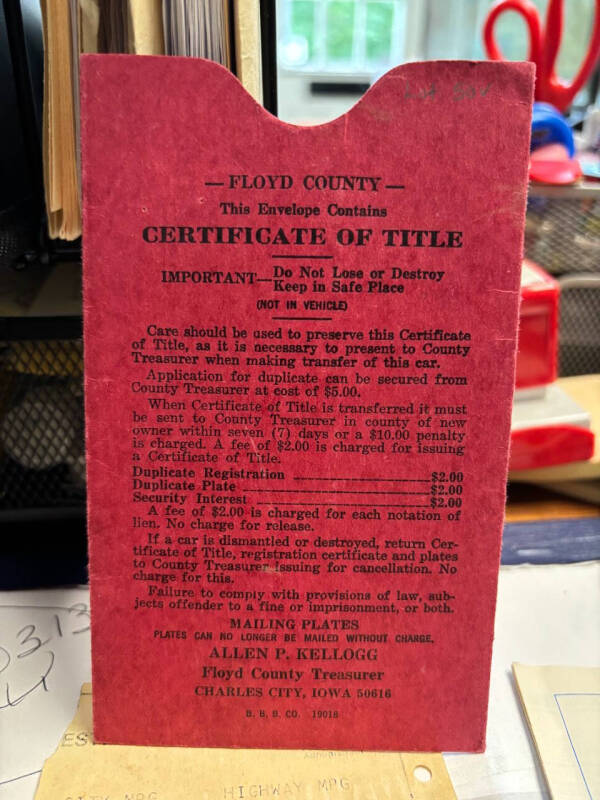 — FLOYD COUNTY —
This Envelope Contains
CERTIFICATE OF TITLE
IMPORTANT— Do Not Lose or Destroy
Keep in Safe Place
(NOT IN VEHICLE)
Care should be used to preserve this Certificate
of Title, as it is necessary to present to County
Treasurer when making transfer of this car.
Application for duplicate can be secured from
County Treasurer at cost of $5.00.
When Certificate of Title is transferred it must
be sent to County Treasurer in county of new
owner within seven (7) days or a $10.00 penalty
is charged. A fee of $2.00 is charged for issuing
a Certificate of Title.
Duplicate Registration $2.00
Duplicate Plate $2.00
Security Interest $2.00
A fee of $2.00 is charged for each notation of
lien. No charge for release.
If a car is dismantled or destroyed, return Cer-
tificate of Title, registration certificate and plates
to County Treasurer issuing for cancellation. No
charge for this.
Failure to comply with provisions of law, sub-
jects offender to a fine or imprisonment, or both.
MAILING PLATES
PLATES CAN NO LONGER BE MAILED WITHOUT CHARGE.
ALLEN P. KELLOGG
Floyd County Treasurer
CHARLES CITY, IOWA 50616
B. B. B. CO. 19018
313
CITY MPG HIGHWAY MPG